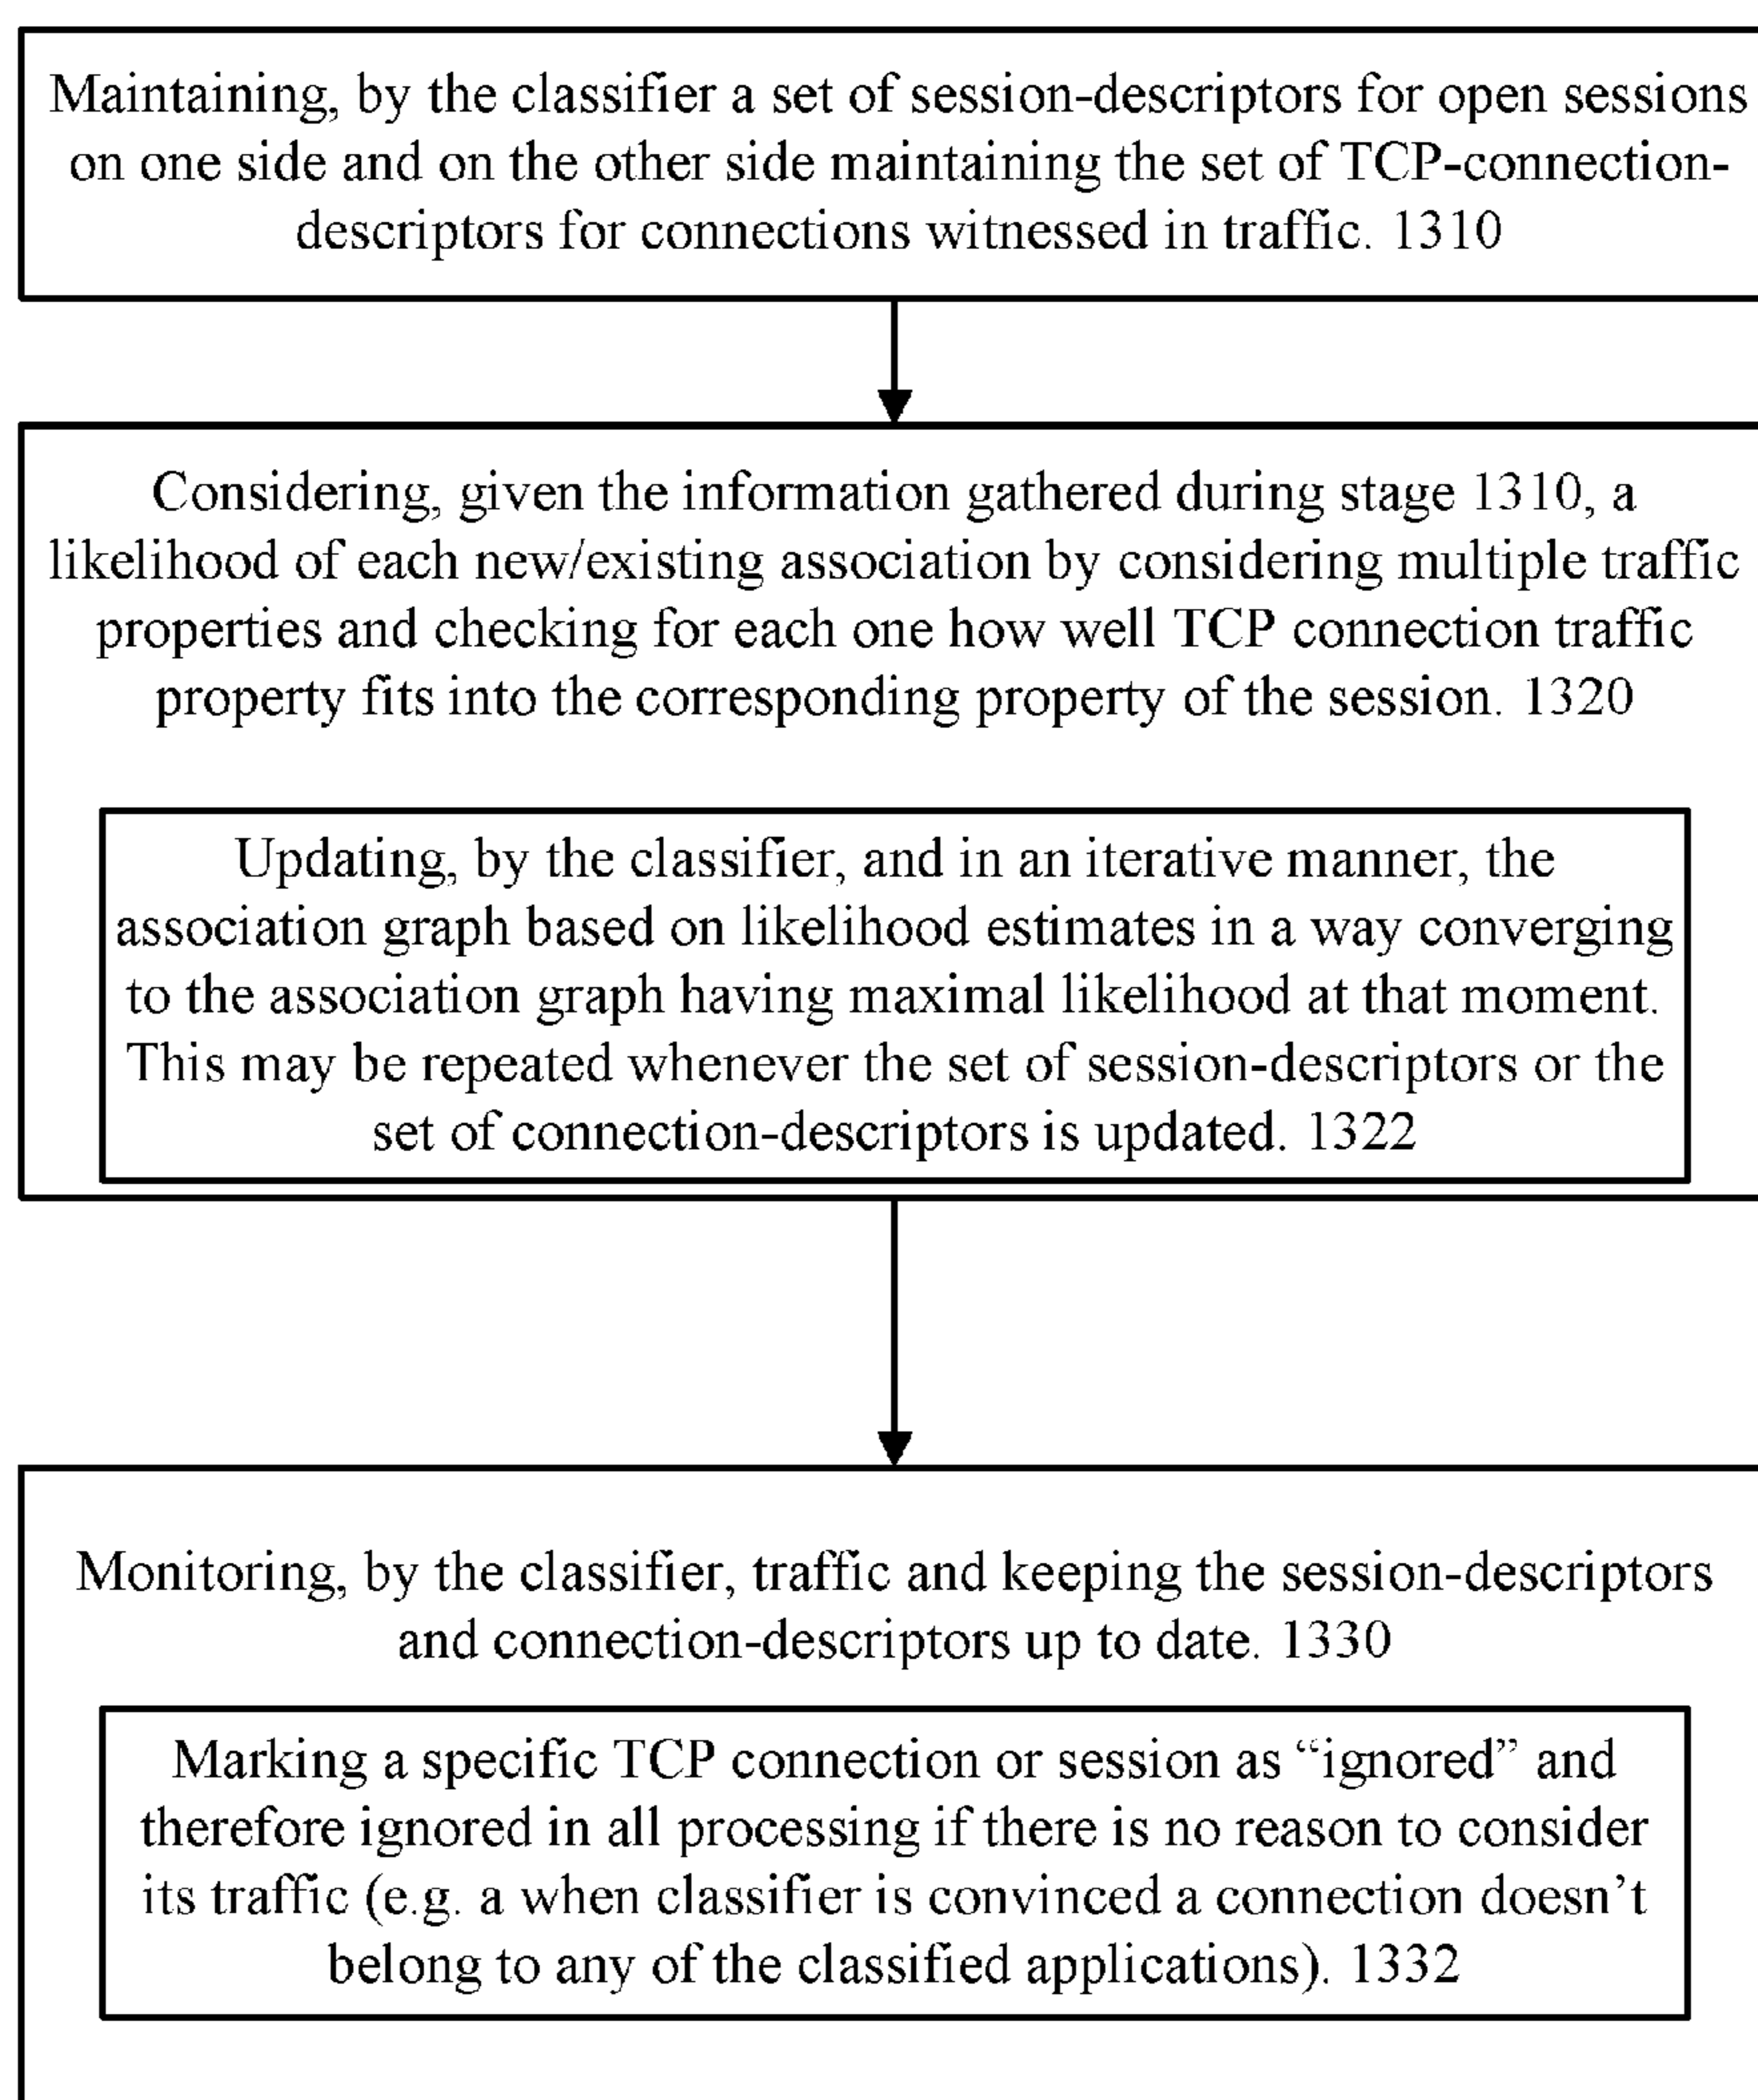 Maintaining, by the classifier a set of session-descriptors for open sessions
on one side and on the other side maintaining the set of TCP-connection-
descriptors for connections witnessed in traffic. 1310
Considering, given the information gathered during stage 1310, a
likelihood of each new/existing association by considering multiple traffic
properties and checking for each one how well TCP connection traffic
property fits into the corresponding property of the session. 1320
Updating, by the classifier, and in an iterative manner, the
association graph based on likelihood estimates in a way converging
to the association graph having maximal likelihood at that moment.
This may be repeated whenever the set of session-descriptors or the
set of connection-descriptors is updated. 1322
Monitoring, by the classifier, traffic and keeping the session-descriptors
and connection-descriptors up to date. 1330
Marking a specific TCP connection or session as “ignored” and
therefore ignored in all processing if there is no reason to consider
its traffic (e.g. a when classifier is convinced a connection doesn’t
belong to any of the classified applications). 1332